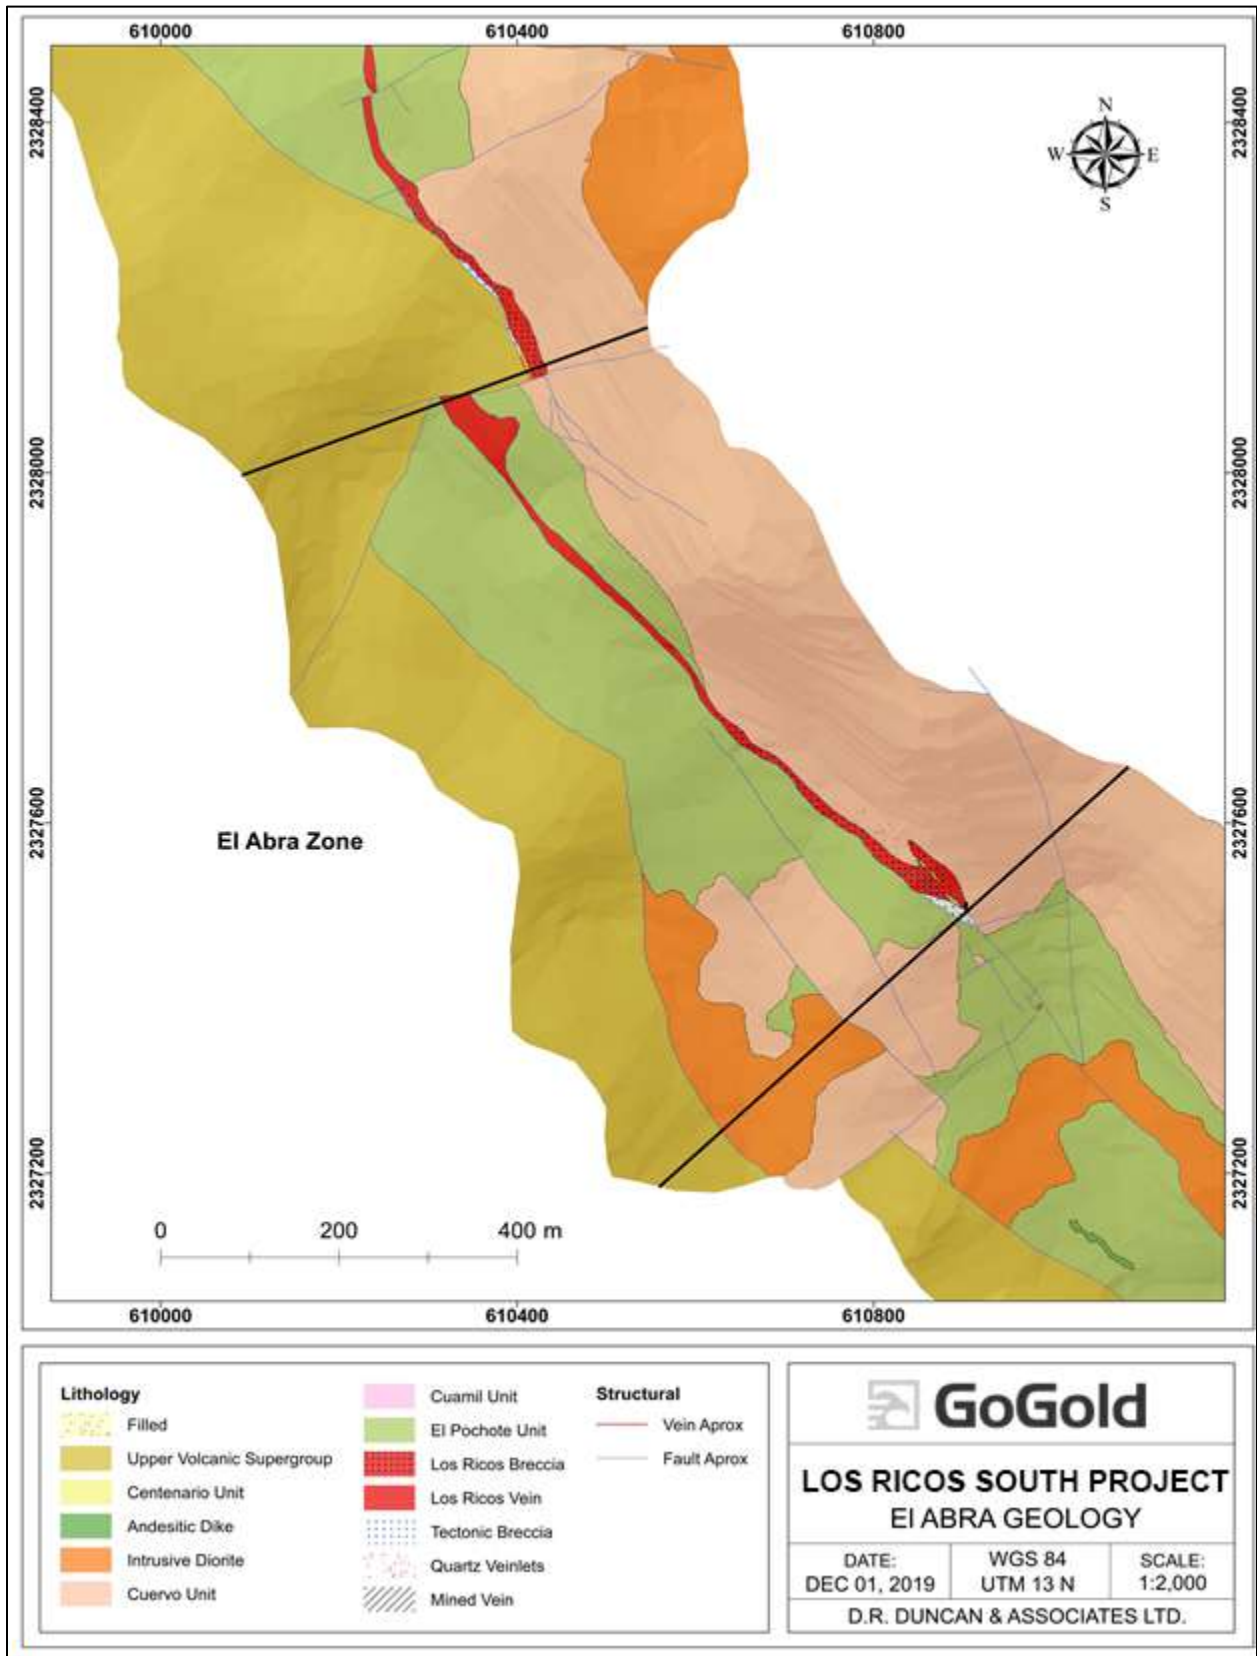 610000 610400 610800
2328400 2328400
N
W E
S
2328000 2328000
2327600 2327600
El Abra Zone
2327200 2327200
0 200 400 m
610000 610400 610800
Lithology
Filled
Upper Volcanic Supergroup
Centenario Unit
Andesitic Dike
Intrusive Diorite
Cuervo Unit
Cuamil Unit
El Pochote Unit
Los Ricos Breccia
Los Ricos Vein
Tectonic Breccia
Quartz Veinlets
Mined Vein
Structural
Vein Aprox
Fault Aprox
GoGold
LOS RICOS SOUTH PROJECT
El ABRA GEOLOGY
DATE:
DEC 01, 2019
WGS 84
UTM 13 N
SCALE:
1:2,000
D.R. DUNCAN & ASSOCIATES LTD.